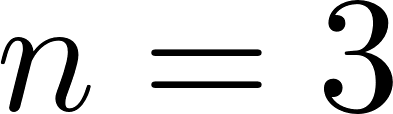 n = 3